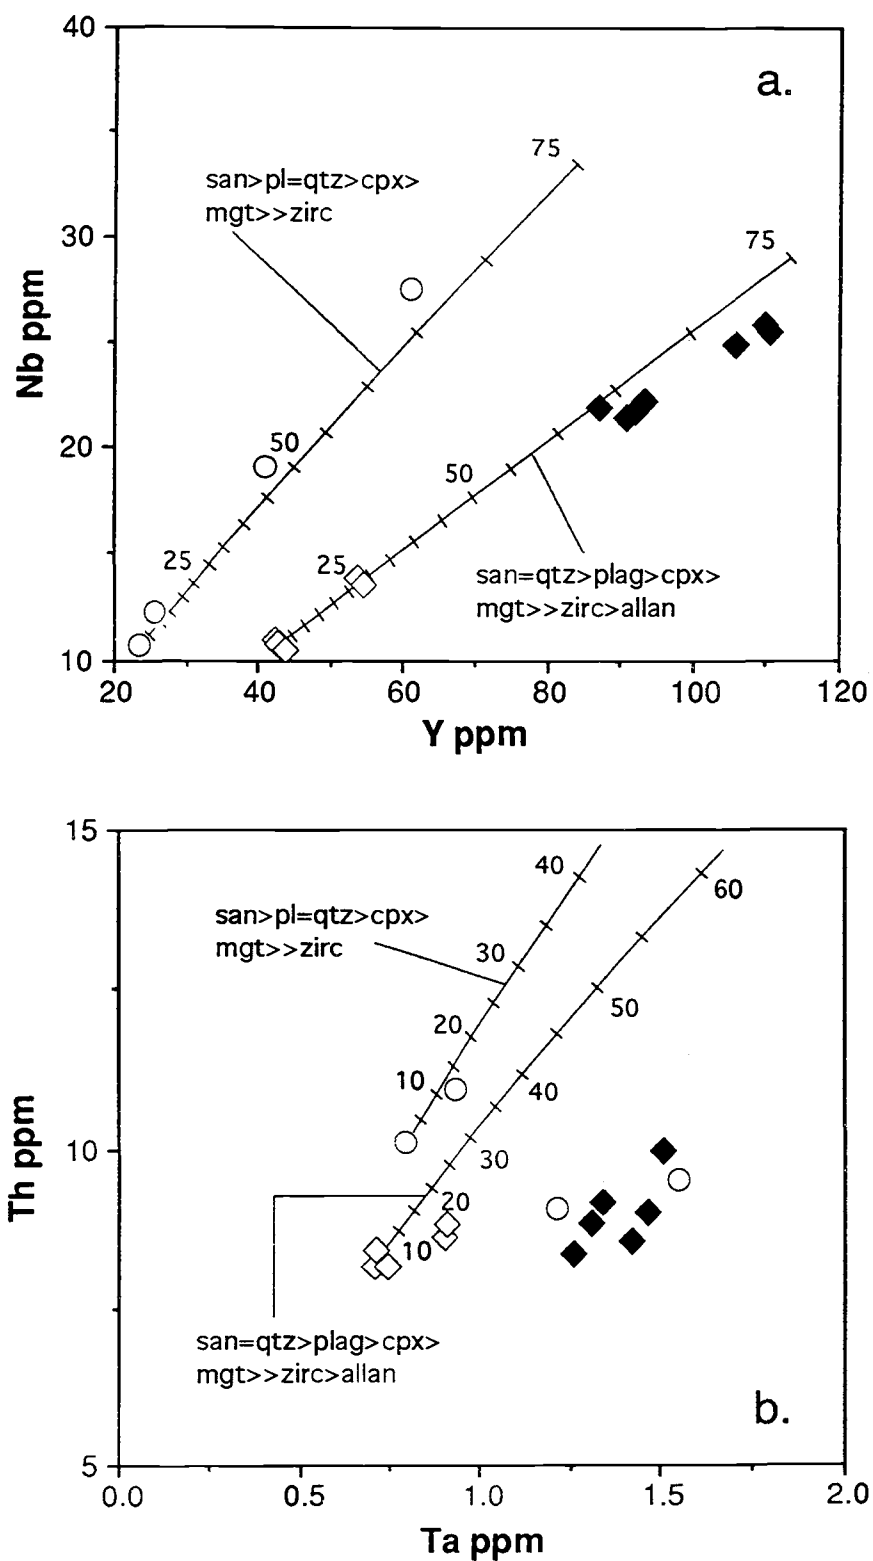 40
a.
75
san>pl=qtz>cpx>
mgt>>zirc
30
75
Nb ppm
50
20
50
25
25
san=qtz>plag>cpx>
mgt>>zirc>allan
10
20
40
60
80
100
120
Y ppm
15
40
60
san>pl=qtz>cpx>
mgt>>zirc
30
50
20
10
40
10
30
Th ppm
20
10
san=qtz>plag>cpx>
mgt>>zirc>allan
b.
5
0.0
0.5
1.0
1.5
2.0
Ta ppm